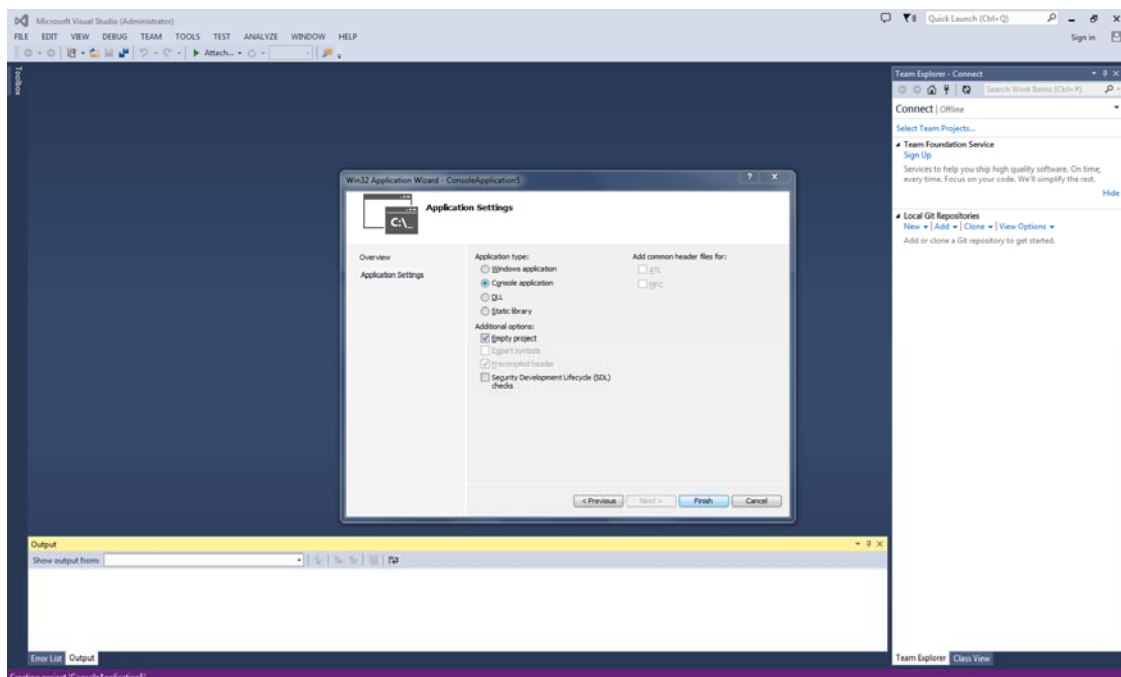 Microsoft Visual Studio (Administrator)
8
Quick Launch (Ctrl+Q)
FILE EDIT VIEW DEBUG TEAM TOOLS TEST ANALYZE WINDOW HELP
Sign in
Attach...
Toolbox
Team Explorer - Connect
Search Work Items (Ctrl+#)
Connect | Offline
Select Team Projects...
Team Foundation Service
Sign Up
Services to help you ship high quality software. On time,
every time. Focus on your code. We'll simplify the rest.
Hide
Local Git Repositories
New | Add | Clone | View Options
Add or clone a Git repository to get started.
Win32 Application Wizard - ConsoleApplication5
Application Settings
C:\_
Overview
Application Settings
Application type:
Windows application
Console application
DLL
Static library
Additional options:
Empty project
Export symbols
Precompiled header
Security Development Lifecycle (SDL)
checks
Add common header files for:
ATL
MFC
< Previous
Next >
Finish
Cancel
Output
Show output from:
Error List Output
Team Explorer Class View
Creating project 'ConsoleApplication5'